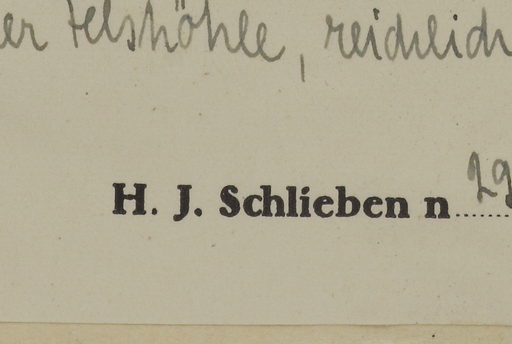 er Felshöhle, reichlich
H. J. Schlieben n 29